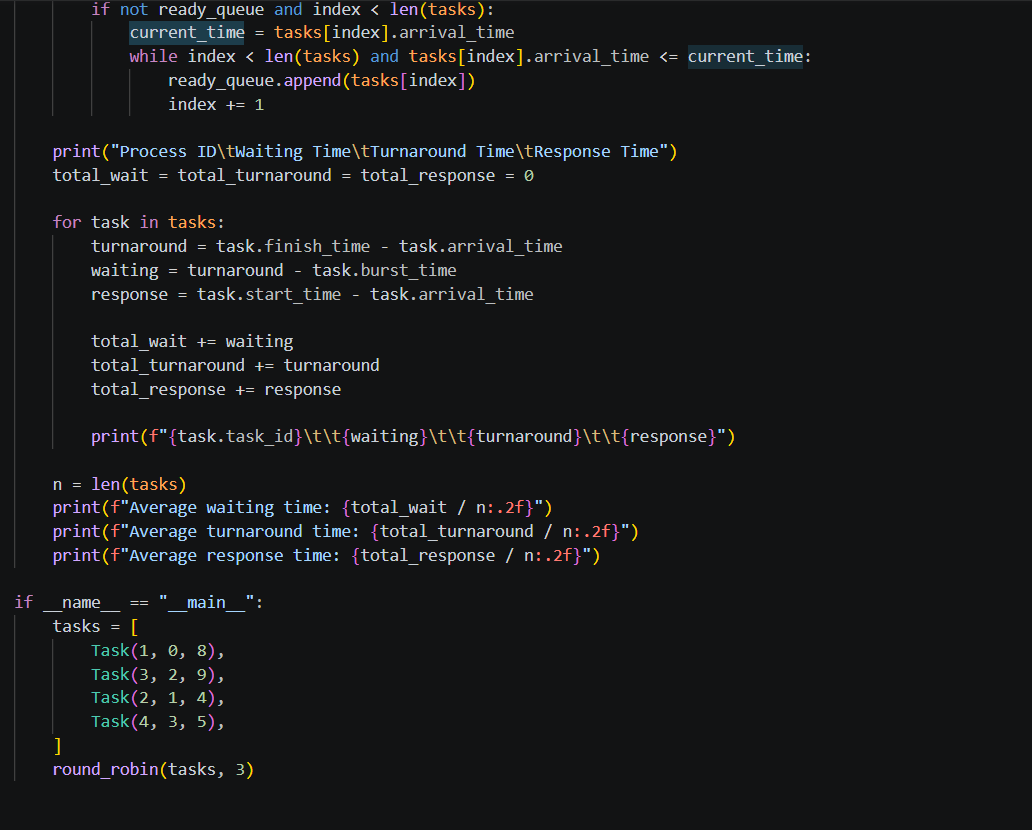 if not ready_queue and index < len(tasks):
current_time = tasks[index].arrival_time
while index < len(tasks) and tasks[index].arrival_time <= current_time:
ready_queue.append(tasks[index])
index += 1
print("Process ID\tWaiting Time\tTurnaround Time\tResponse Time")
total_wait = total_turnaround = total_response = 0
for task in tasks:
turnaround = task.finish_time - task.arrival_time
waiting = turnaround - task.burst_time
response = task.start_time - task.arrival_time
total_wait += waiting
total_turnaround += turnaround
total_response += response
print(f"{task.task_id}\t\t{waiting}\t\t{turnaround}\t\t{response}")
n = len(tasks)
print(f"Average waiting time: {total_wait / n:.2f}")
print(f"Average turnaround time: {total_turnaround / n:.2f}")
print(f"Average response time: {total_response / n:.2f}")
if __name__ == "__main__":
tasks = [
Task(1, 0, 8),
Task(3, 2, 9),
Task(2, 1, 4),
Task(4, 3, 5),
]
round_robin(tasks, 3)